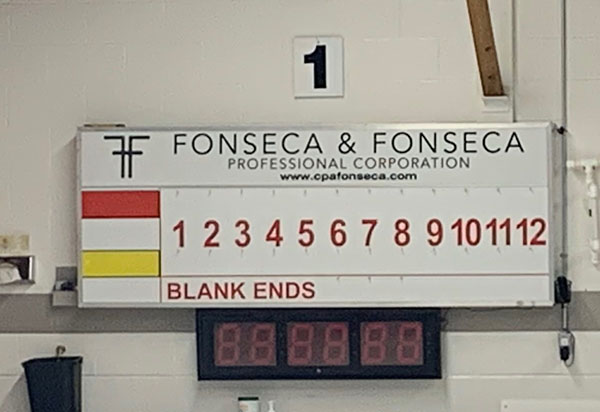 1
FONSECA & FONSECA
PROFESSIONAL CORPORATION
www.cpafonseca.com
1 2 3 4 5 6 7 8 9 10 11 12
BLANK ENDS